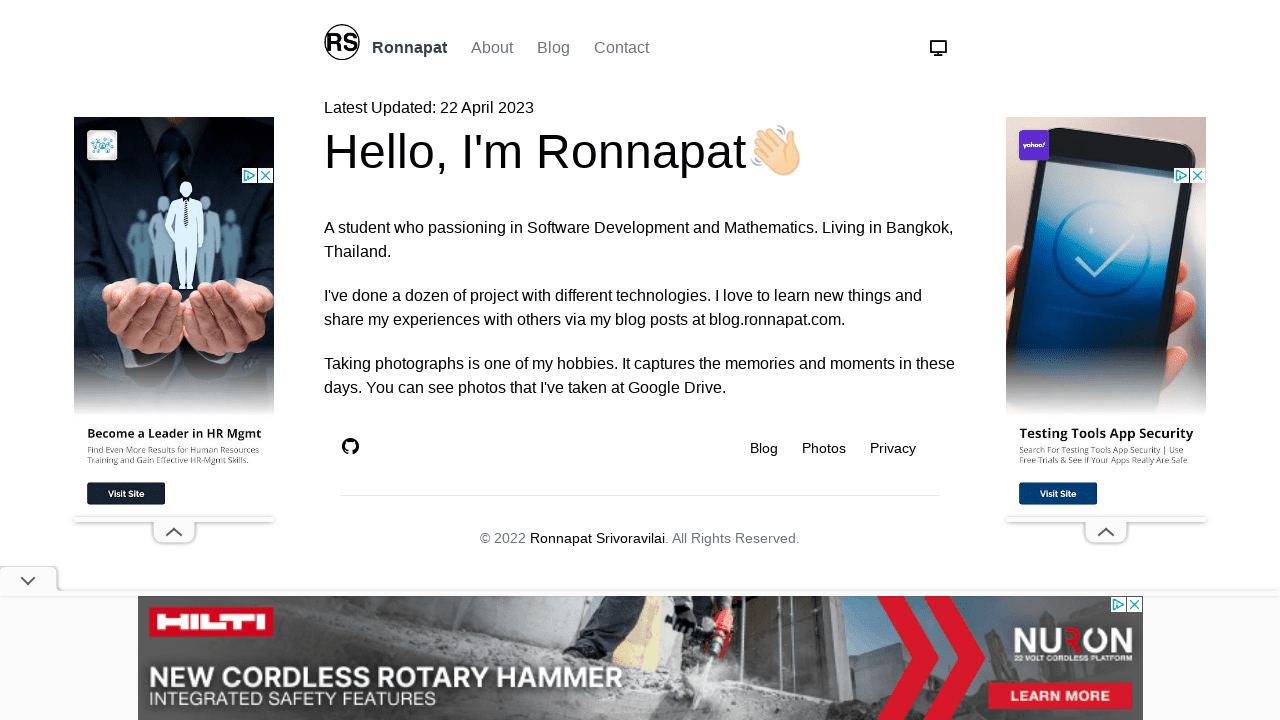 RS Ronnapat About Blog Contact
Latest Updated: 22 April 2023
Hello, I'm Ronnapat
A student who passioning in Software Development and Mathematics. Living in Bangkok,
Thailand.
I've done a dozen of project with different technologies. I love to learn new things and
share my experiences with others via my blog posts at blog.ronnapat.com.
Taking photographs is one of my hobbies. It captures the memories and moments in these
days. You can see photos that I've taken at Google Drive.
Blog Photos Privacy
© 2022 Ronnapat Srivoravilai. All Rights Reserved.
Become a Leader in HR Mgmt
Find Even More Results for Human Resources
Training and Gain Effective HR-Mgmt Skills.
Visit Site
yahoo!
Testing Tools App Security
Search For Testing Tools App Security | Use
Free Trials & See If Your Apps Really Are Safe
Visit Site
HILTI
NEW CORDLESS ROTARY HAMMER
INTEGRATED SAFETY FEATURES
NURON
22 VOLT CORDLESS PLATFORM
LEARN MORE